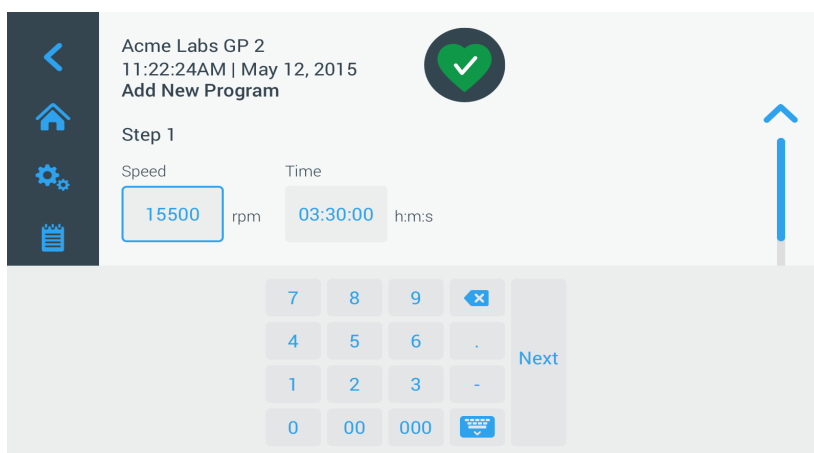 Acme Labs GP 2
11:22:24AM | May 12, 2015
Add New Program
Step 1
Speed Time
15500 rpm 03:30:00 h:m:s
7 8 9
4 5 6 .
Next
1 2 3 -
0 00 000